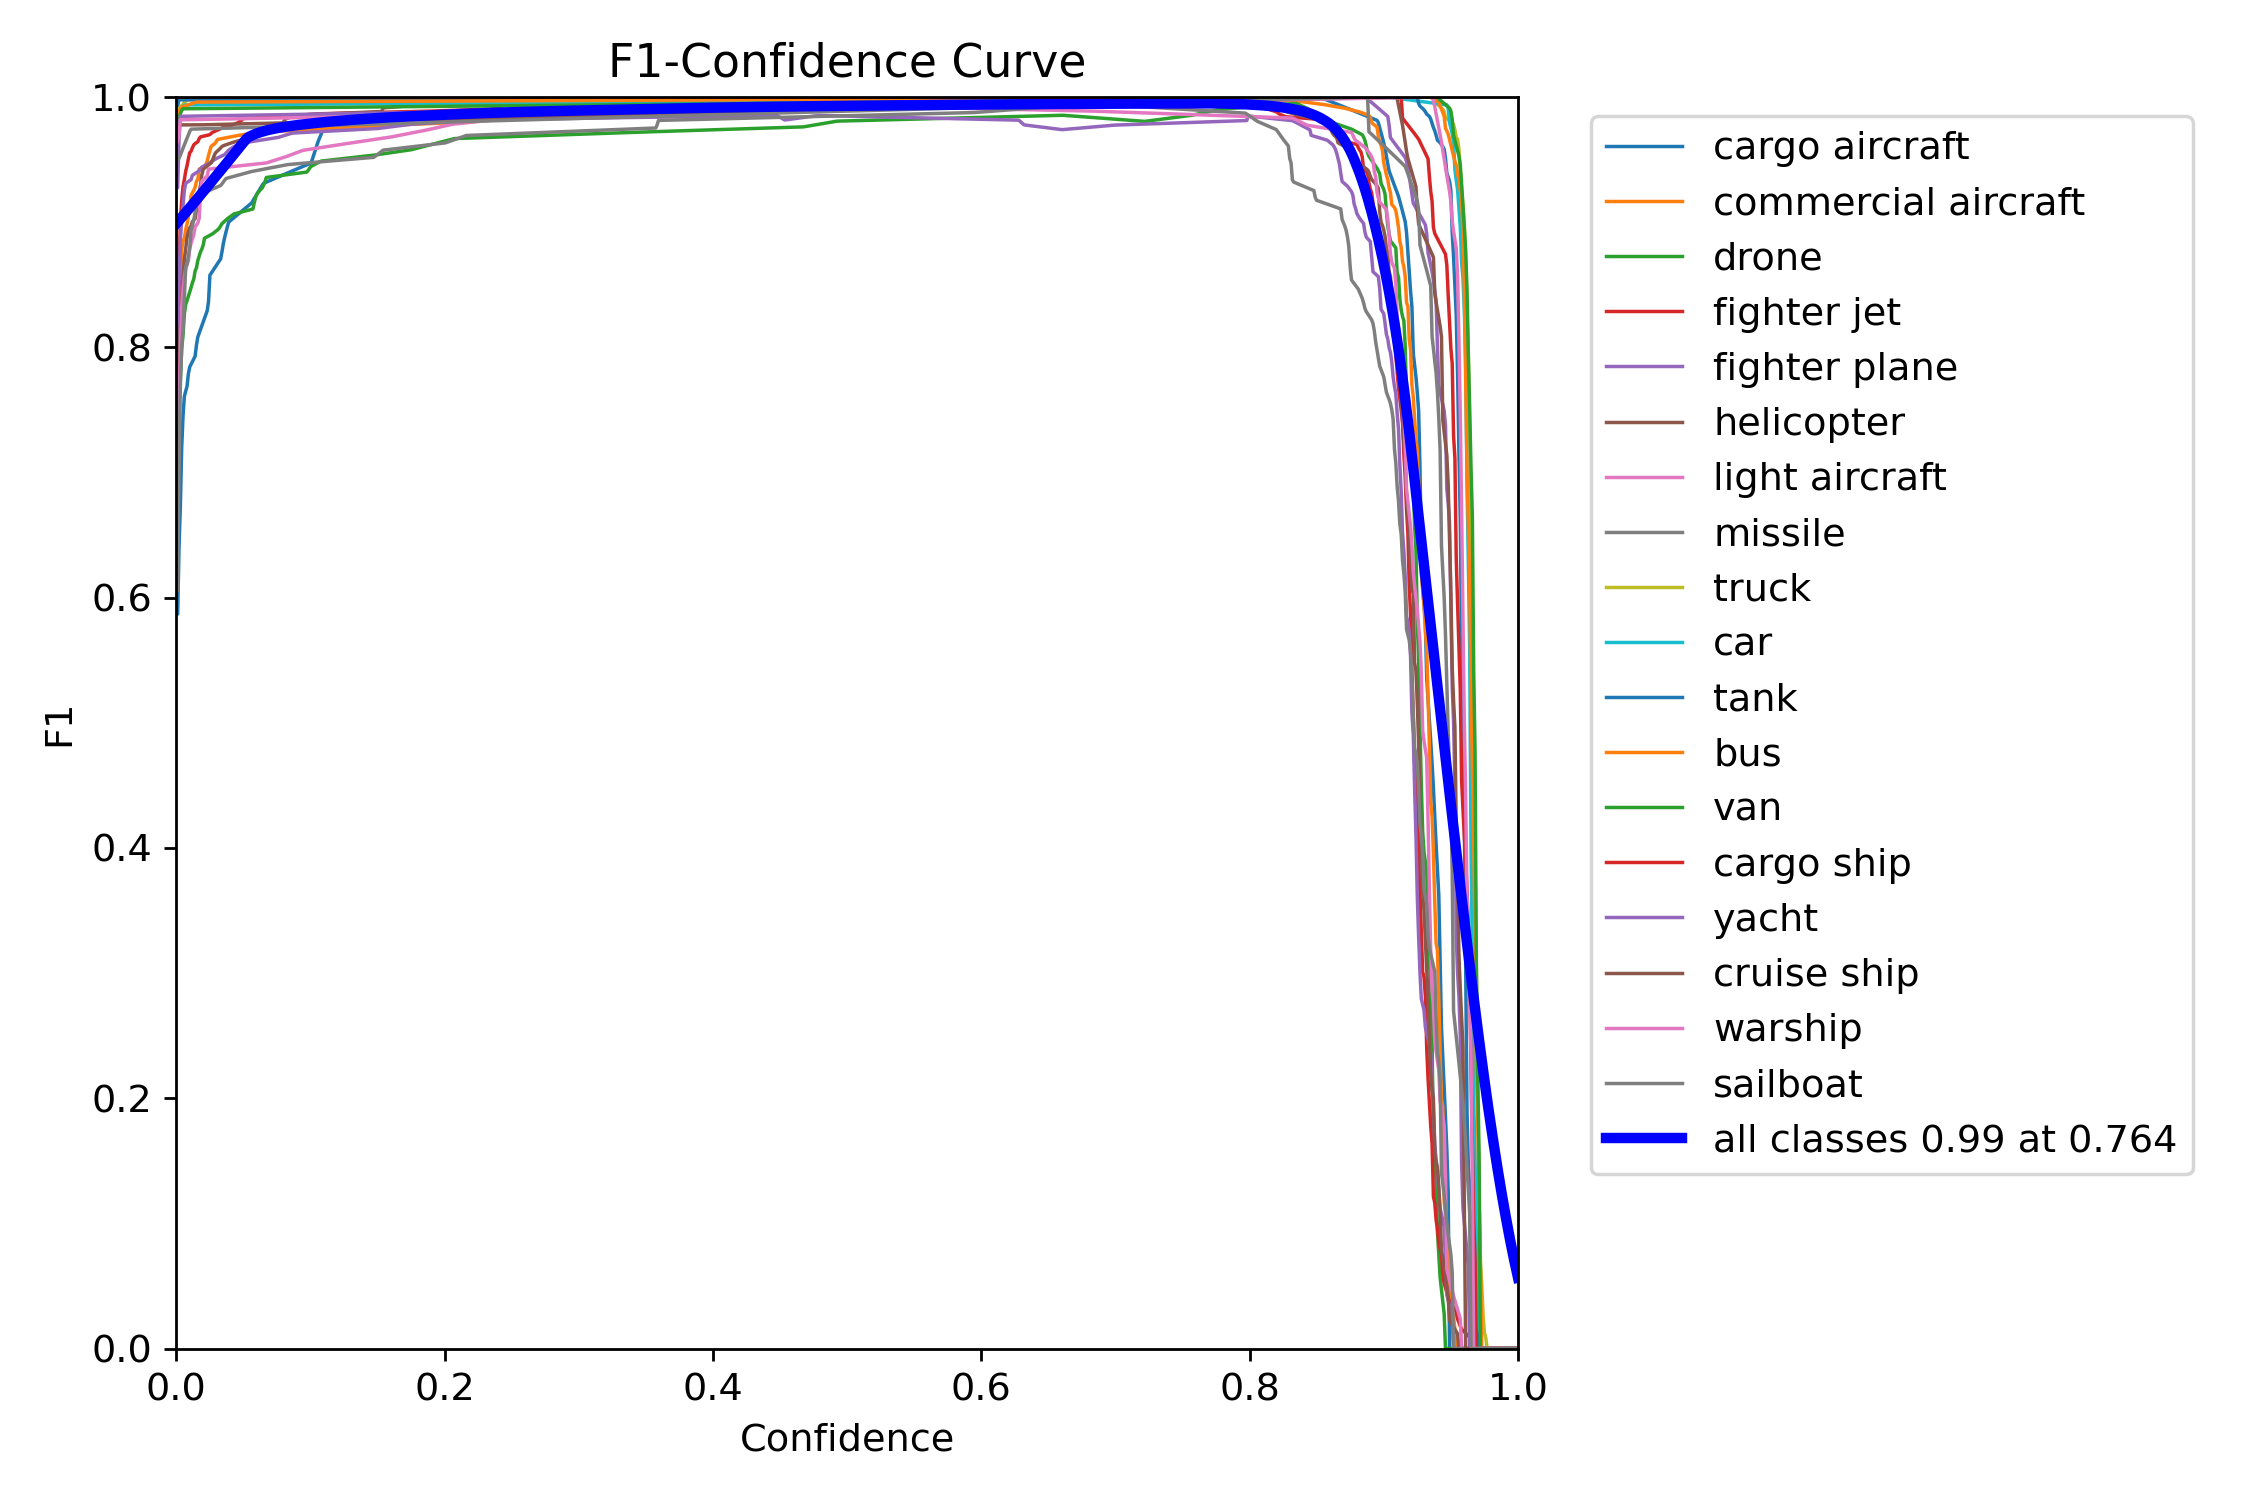 F1-Confidence Curve
1.0
0.8
0.6
0.4
0.2
0.0
F1
0.0 0.2 0.4 0.6 0.8 1.0
Confidence
cargo aircraft
commercial aircraft
drone
fighter jet
fighter plane
helicopter
light aircraft
missile
truck
car
tank
bus
van
cargo ship
yacht
cruise ship
warship
sailboat
all classes 0.99 at 0.764